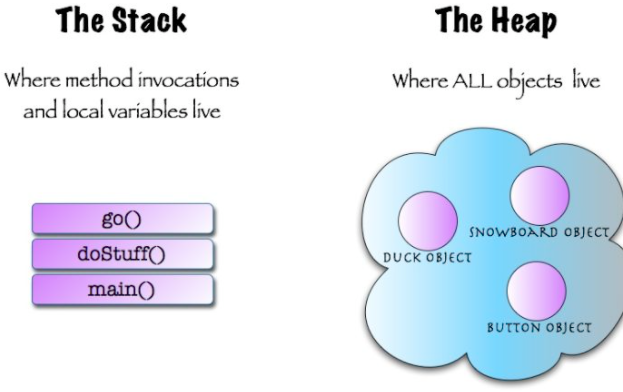 The Stack
Where method invocations
and local variables live
go()
doStuff()
main()
The Heap
Where ALL objects live
SNOWBOARD OBJECT
DUCK OBJECT
BUTTON OBJECT